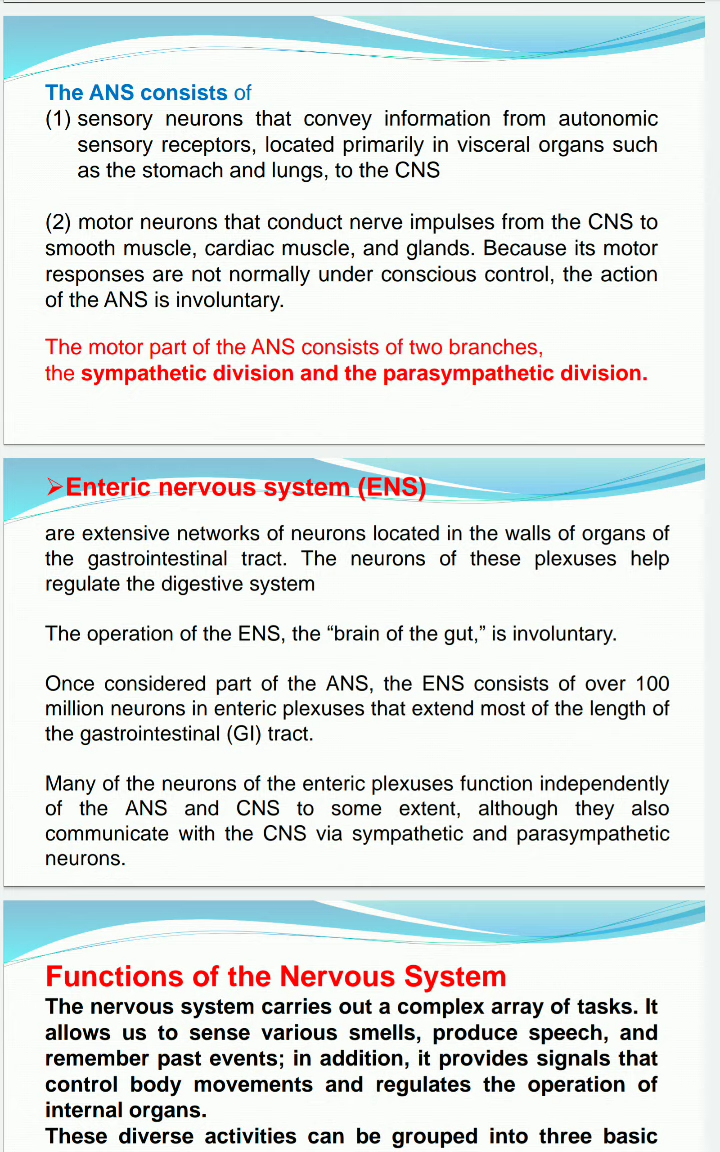 The ANS consists of
(1) sensory neurons that convey information from autonomic
sensory receptors, located primarily in visceral organs such
as the stomach and lungs, to the CNS
(2) motor neurons that conduct nerve impulses from the CNS to
smooth muscle, cardiac muscle, and glands. Because its motor
responses are not normally under conscious control, the action
of the ANS is involuntary.
The motor part of the ANS consists of two branches,
the sympathetic division and the parasympathetic division.
➢Enteric nervous system (ENS)
are extensive networks of neurons located in the walls of organs of
the gastrointestinal tract. The neurons of these plexuses help
regulate the digestive system
The operation of the ENS, the “brain of the gut,” is involuntary.
Once considered part of the ANS, the ENS consists of over 100
million neurons in enteric plexuses that extend most of the length of
the gastrointestinal (GI) tract.
Many of the neurons of the enteric plexuses function independently
of the ANS and CNS to some extent, although they also
communicate with the CNS via sympathetic and parasympathetic
neurons.
Functions of the Nervous System
The nervous system carries out a complex array of tasks. It
allows us to sense various smells, produce speech, and
remember past events; in addition, it provides signals that
control body movements and regulates the operation of
internal organs.
These diverse activities can be grouped into three basic